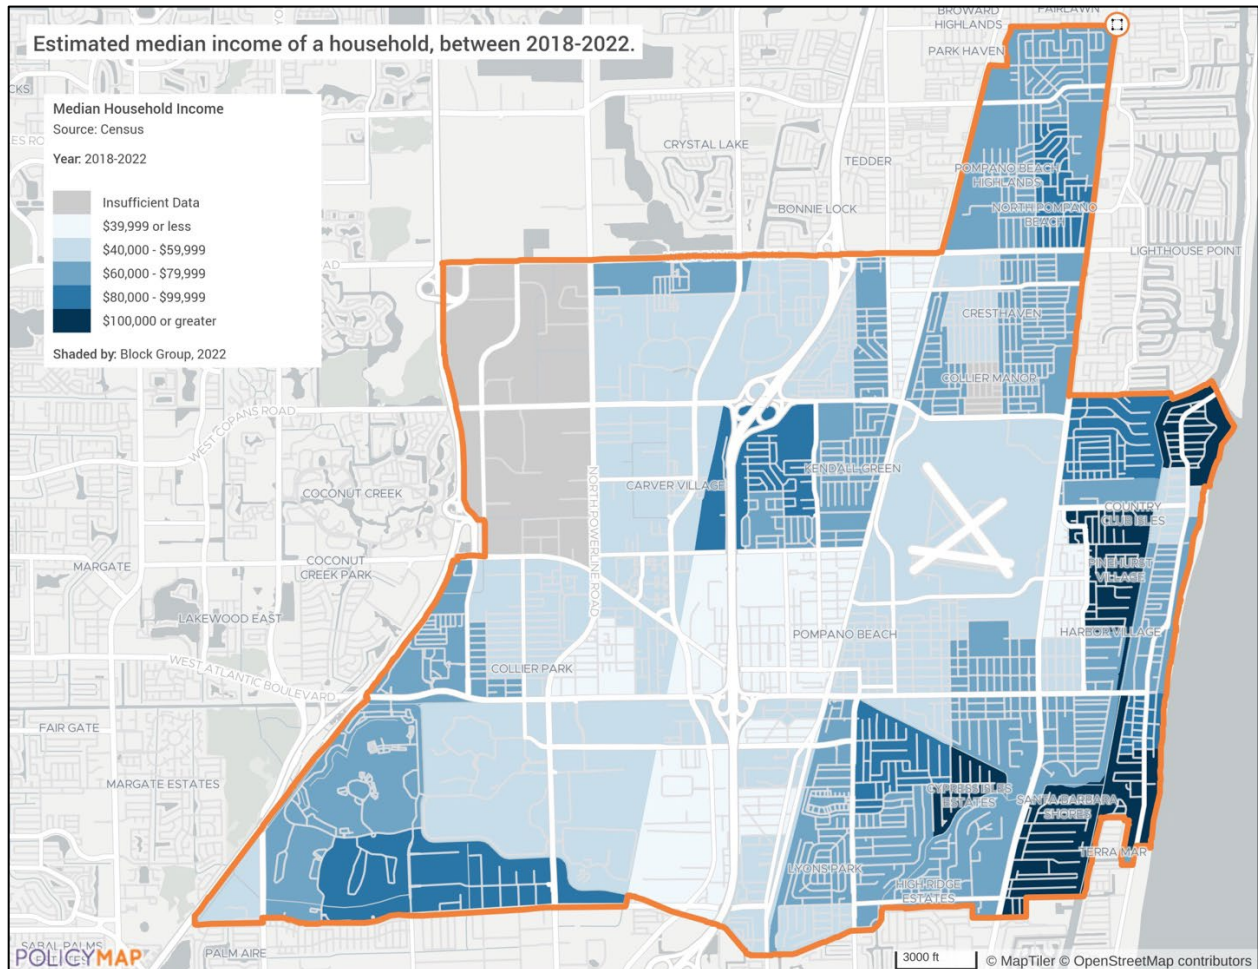 Estimated median income of a household, between 2018-2022.
BROWARD
HIGHLANDS
FAIRLAWN
PARK HAVEN
Median Household Income
Source: Census
Year: 2018-2022
Insufficient Data
$39,999 or less
$40,000 - $59,999
$60,000 - $79,999
$80,000 - $99,999
$100,000 or greater
Shaded by: Block Group, 2022
CRYSTAL LAKE
TEDDER
POMPANO BEACH
HIGHLANDS
BONNIE LOCK
NORTH POMPANO
BEACH
LIGHTHOUSE POINT
CRESTHAVEN
COLLIER MANOR
WEST COPANS ROAD
NORTH POWERLINE ROAD
CARVER VILLAGE
KENDALL GREEN
COCONUT CREEK
COUNTRY
CLUB ISLES
MARGATE
COCONUT
CREEK PARK
PINEHURST
VILLAGE
LAKEWOOD EAST
POMPANO BEACH
HARBOR VILLAGE
WEST ATLANTIC BOULEVARD
COLLIER PARK
FAIR GATE
MARGATE ESTATES
CYPRESS ISLES
ESTATES
SANTA BARBARA
SHORES
TERRA MAR
LYONS PARK
HIGH RIDGE
ESTATES
SABAL PALMS
PALM AIRE
POLICYMAP
3000 ft
© MapTiler © OpenStreetMap contributors